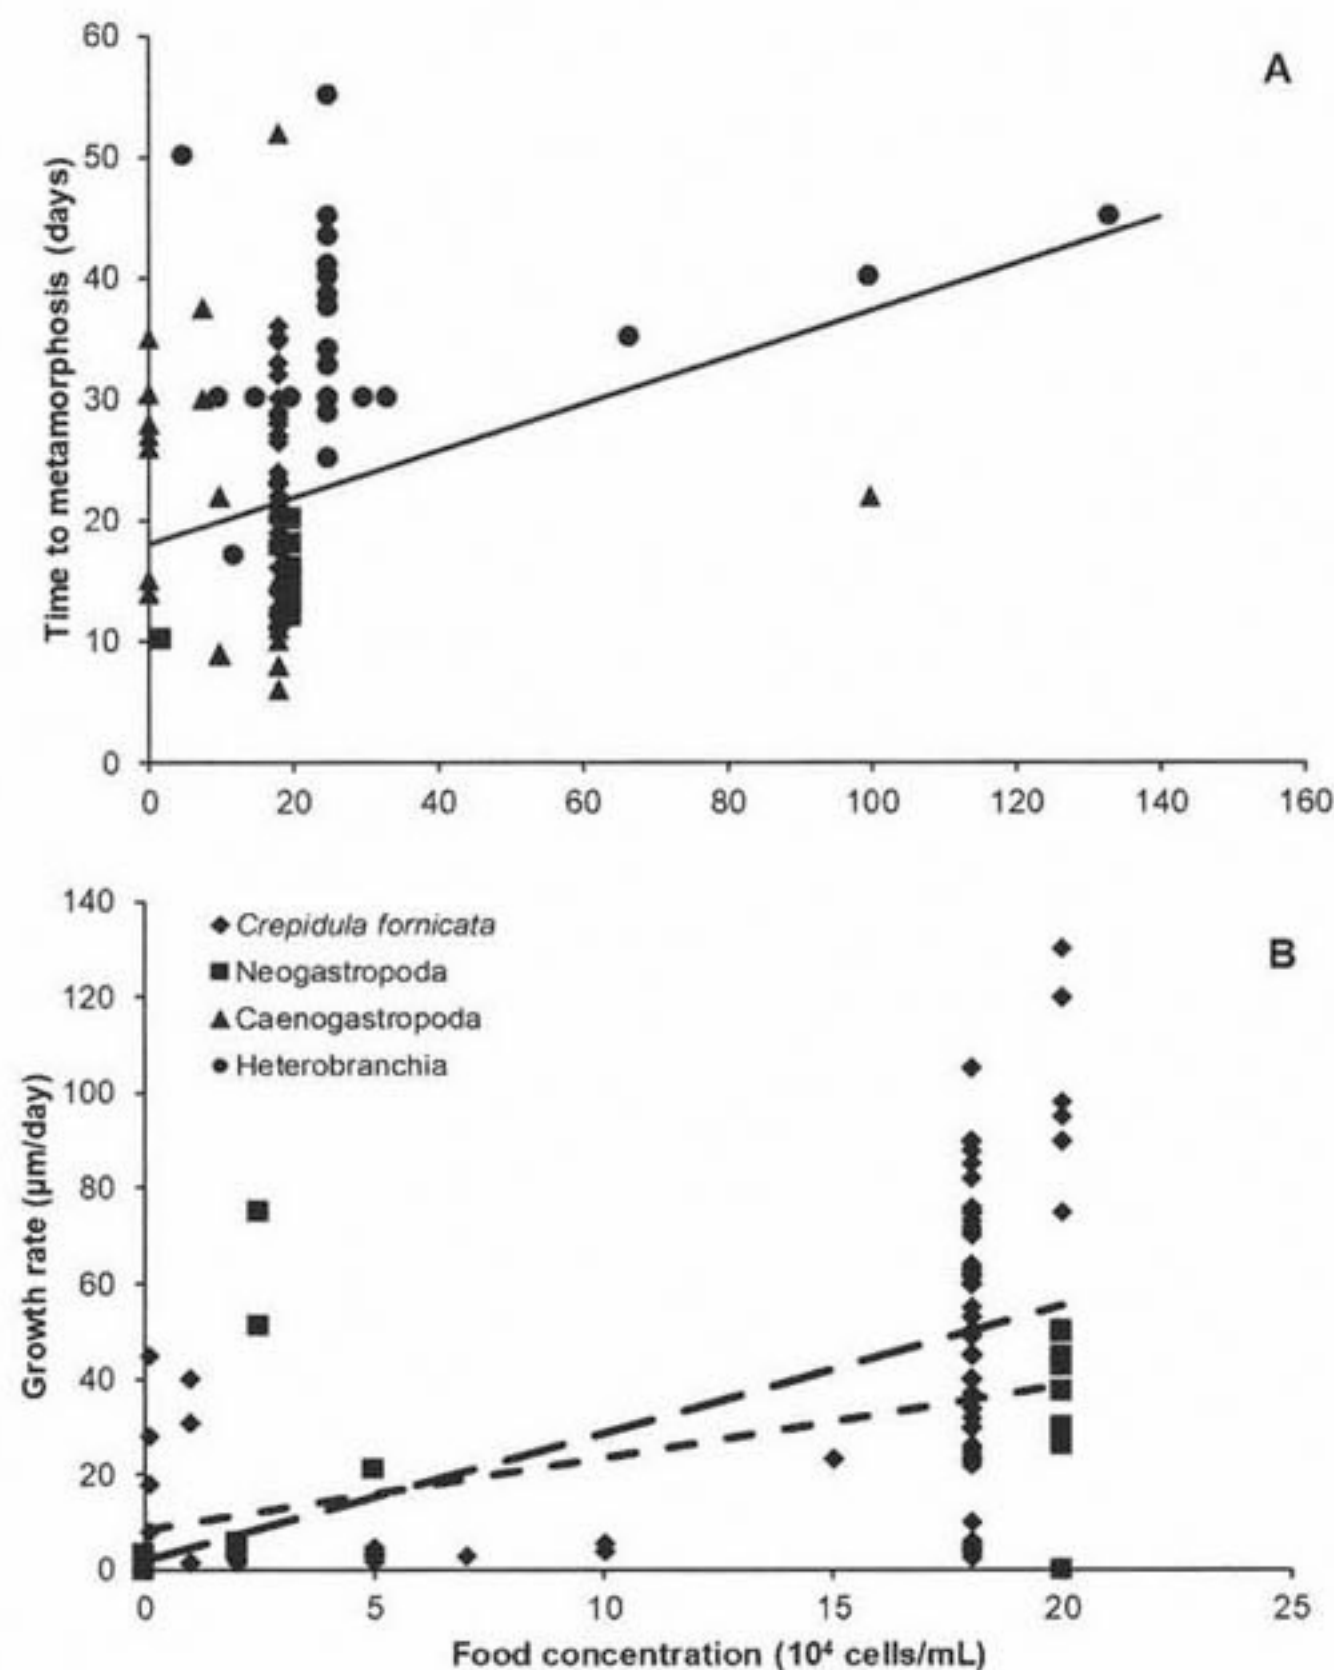 A
Time to metamorphosis (days)
60
50
40
30
20
10
0
0 20 40 60 80 100 120 140 160
B
Growth rate (µm/day)
140
120
100
80
60
40
20
0
Crepidula fornicata
Neogastropoda
Caenogastropoda
Heterobranchia
0 5 10 15 20 25
Food concentration (10⁴ cells/mL)